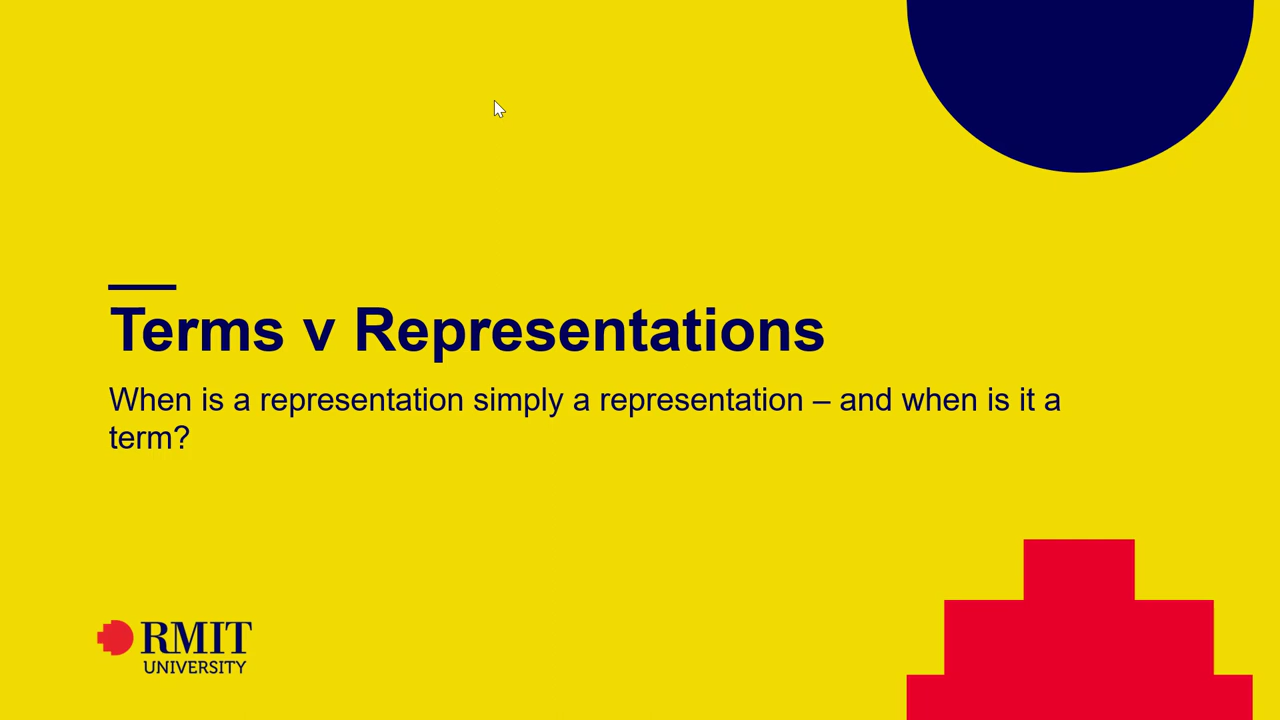 Terms v Representations
When is a representation simply a representation – and when is it a
term?
RMIT
UNIVERSITY